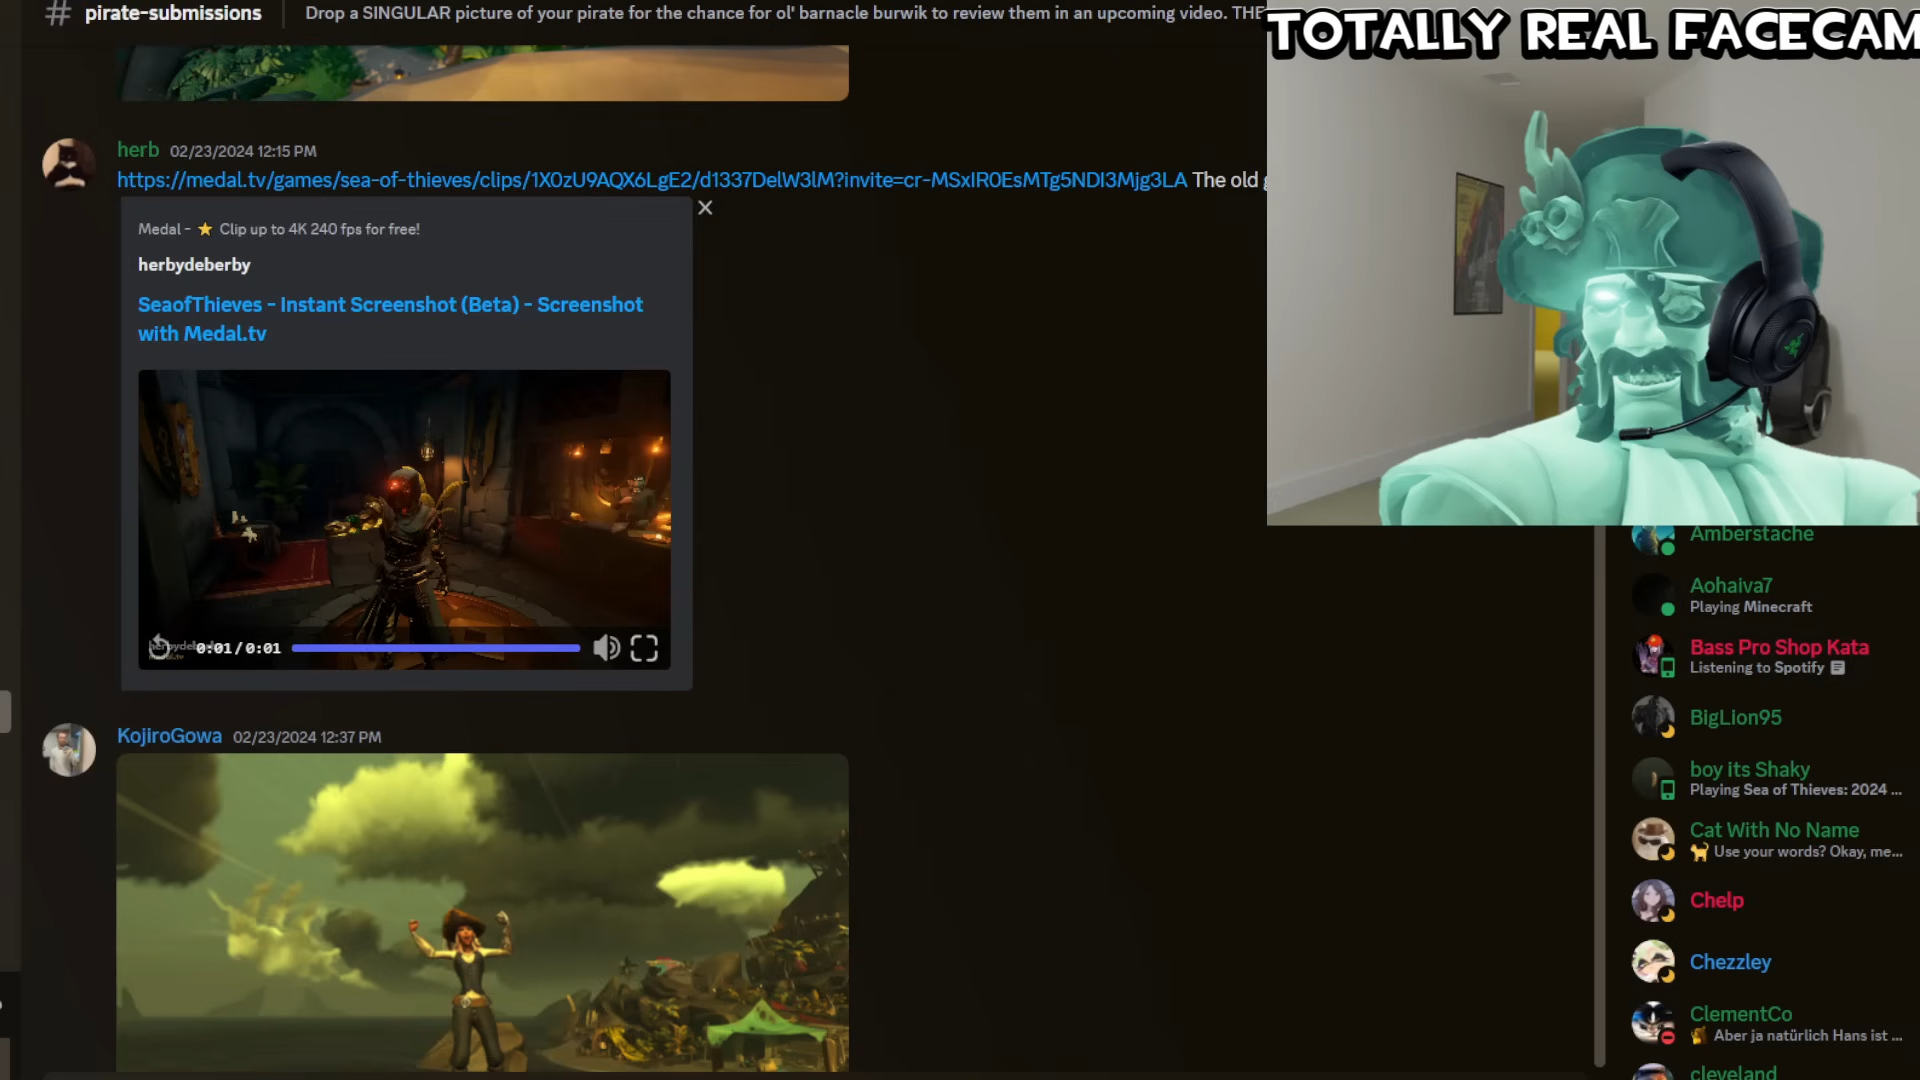 # pirate-submissions
Drop a SINGULAR picture of your pirate for the chance for ol' barnacle burwik to review them in an upcoming video. THE
TOTALLY REAL FACECAM
herb 02/23/2024 12:15 PM
https://medal.tv/games/sea-of-thieves/clips/1X0zU9AQX6LgE2/d1337DelW3lM?invite=cr-MSxIR0EsMTg5NDI3Mjg3LA The old
Medal - ⭐ Clip up to 4K 240 fps for free!
herbydeberby
SeaofThieves - Instant Screenshot (Beta) - Screenshot
with Medal.tv
0:01 / 0:01
KojiroGowa 02/23/2024 12:37 PM
Amberstache
Aohaiva7
Playing Minecraft
Bass Pro Shop Kata
Listening to Spotify
BigLion95
boy its Shaky
Playing Sea of Thieves: 2024 ...
Cat With No Name
Use your words? Okay, me...
Chelp
Chezzley
ClementCo
Aber ja natürlich Hans ist ...
cleveland